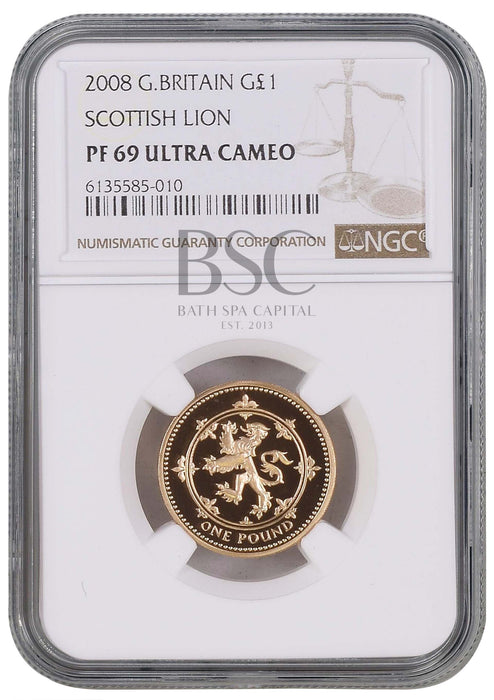 2008 G.BRITAIN G£1
SCOTTISH LION
PF 69 ULTRA CAMEO
6135585-010
NUMISMATIC GUARANTY CORPORATION
NGC
BSC
BATH SPA CAPITAL
EST. 2013
ONE POUND